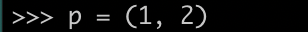 >>> p = (1, 2)